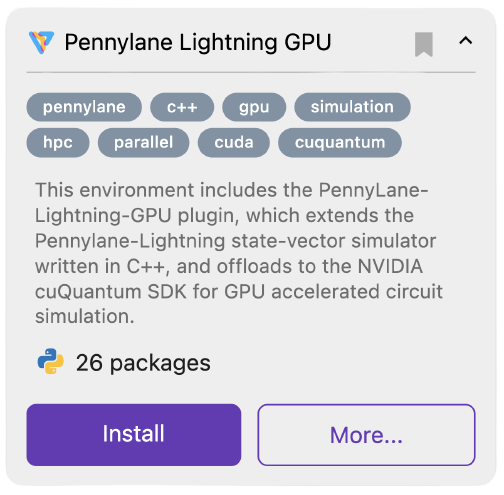 Pennylane Lightning GPU
pennylane c++ gpu simulation
hpc parallel cuda cuquantum
This environment includes the PennyLane-
Lightning-GPU plugin, which extends the
Pennylane-Lightning state-vector simulator
written in C++, and offloads to the NVIDIA
cuQuantum SDK for GPU accelerated circuit
simulation.
26 packages
Install More...